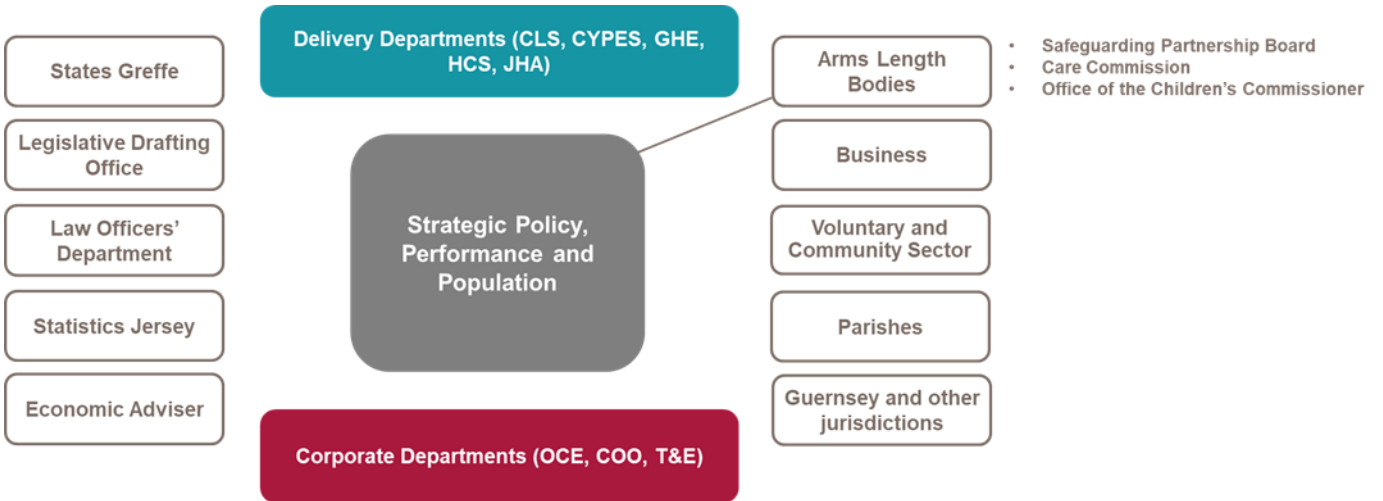 States Greffe
Legislative Drafting
Office
Law Officers’
Department
Statistics Jersey
Economic Adviser
Delivery Departments (CLS, CYPES, GHE,
HCS, JHA)
Strategic Policy,
Performance and
Population
Corporate Departments (OCE, COO, T&E)
Arms Length
Bodies
Business
Voluntary and
Community Sector
Parishes
Guernsey and other
jurisdictions
• Safeguarding Partnership Board
• Care Commission
• Office of the Children’s Commissioner